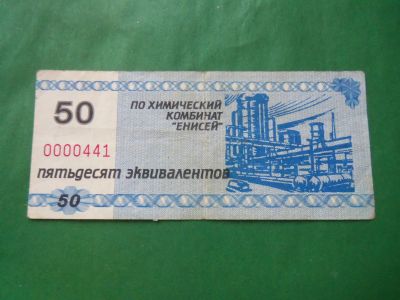 50
ПО ХИМИЧЕСКИЙ
КОМБИНАТ
"ЕНИСЕЙ"
0000441
пятьдесят эквивалентов
50